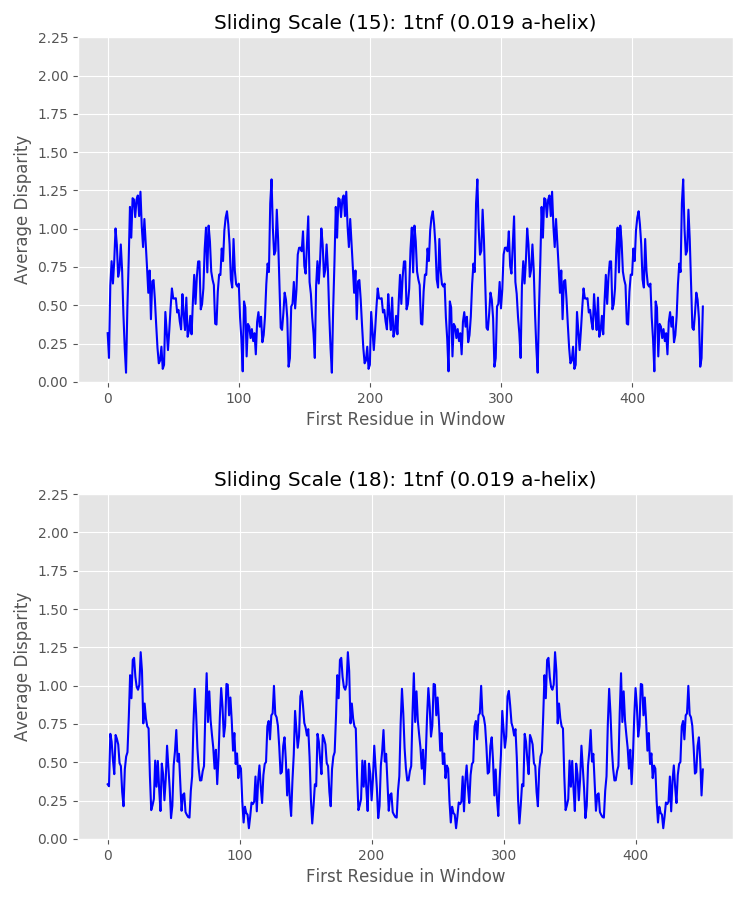 Sliding Scale (15): 1tnf (0.019 a-helix)
2.25
2.00
1.75
1.50
1.25
1.00
0.75
0.50
0.25
0.00
Average Disparity
0 100 200 300 400
First Residue in Window
Sliding Scale (18): 1tnf (0.019 a-helix)
2.25
2.00
1.75
1.50
1.25
1.00
0.75
0.50
0.25
0.00
Average Disparity
0 100 200 300 400
First Residue in Window